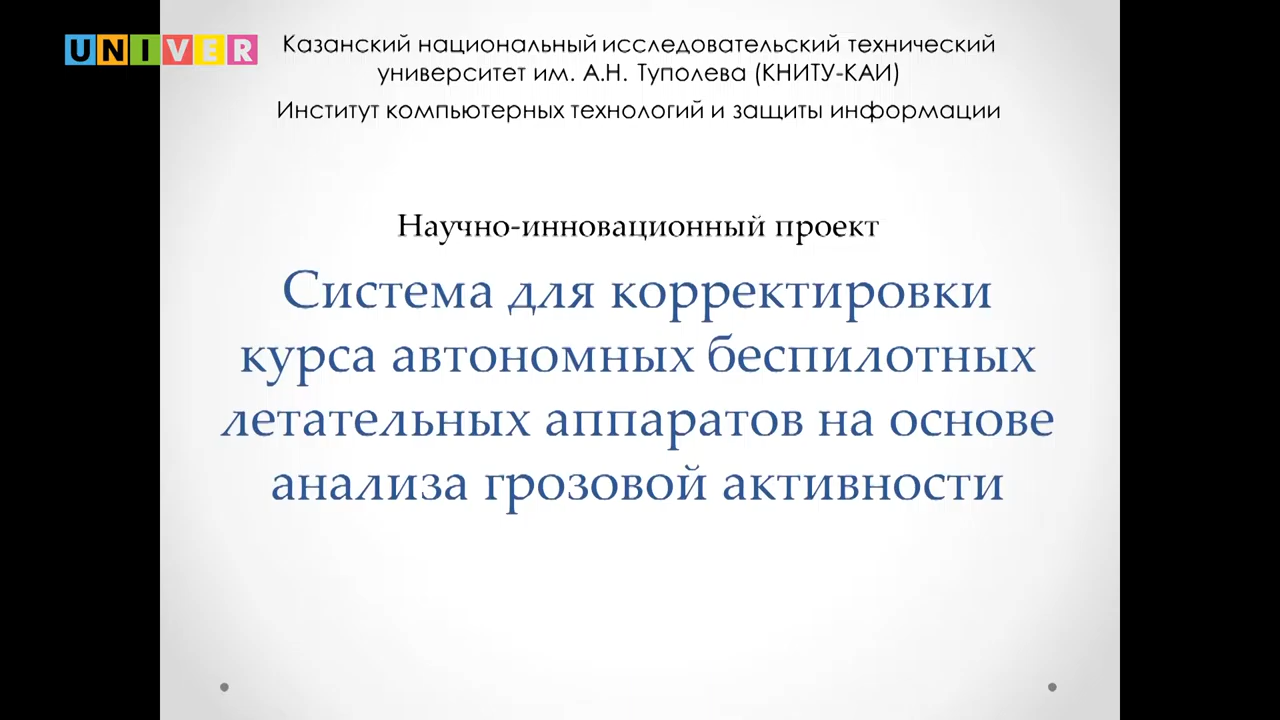 UNIVER
Казанский национальный исследовательский технический
университет им. А.Н. Туполева (КНИТУ-КАИ)
Институт компьютерных технологий и защиты информации
Научно-инновационный проект
Система для корректировки
курса автономных беспилотных
летательных аппаратов на основе
анализа грозовой активности